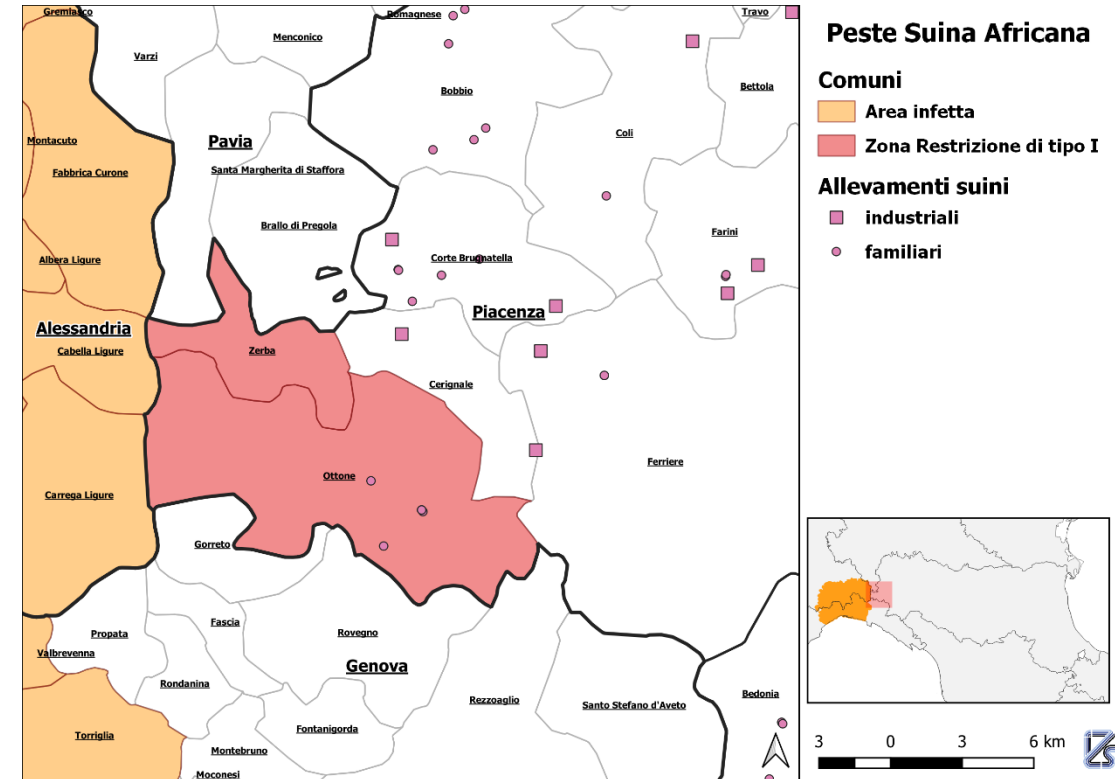 Gremiasco
Romagnese
Travo
Menconico
Varzi
Bettola
Bobbio
Coli
Montacuto
Pavia
Fabbrica Curone
Santa Margherita di Staffora
Brallo di Pregola
Farini
Albera Ligure
Corte Brugnatella
Piacenza
Alessandria
Cabella Ligure
Zerba
Cerignale
Ferriere
Ottone
Carrega Ligure
Gorreto
Fascia
Propata
Rovegno
Valbrevenna
Genova
Rondanina
Rezzoaglio
Santo Stefano d'Aveto
Bedonia
Fontanigorda
Torriglia
Montebruno
Moconesi
Peste Suina Africana
Comuni
Area infetta
Zona Restrizione di tipo I
Allevamenti suini
industriali
familiari
3 0 3 6 km
IZS